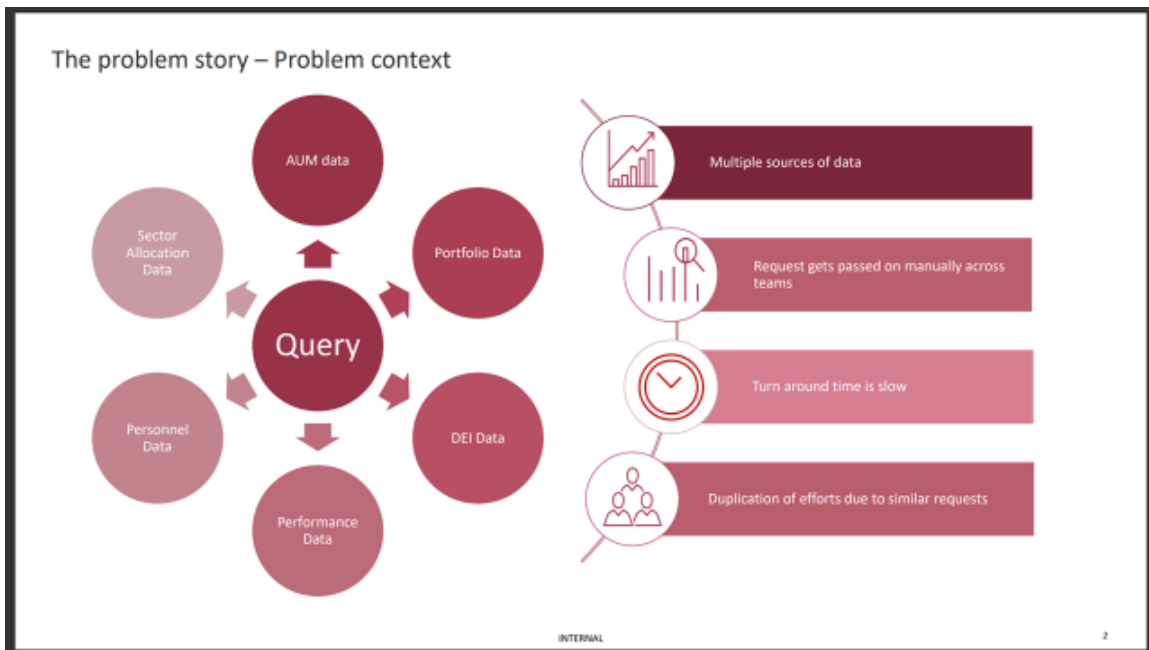 The problem story – Problem context
AUM data
Portfolio Data
DEI Data
Performance
Data
Personnel
Data
Sector
Allocation
Data
Query
Multiple sources of data
Request gets passed on manually across
teams
Turn around time is slow
Duplication of efforts due to similar requests
INTERNAL
2